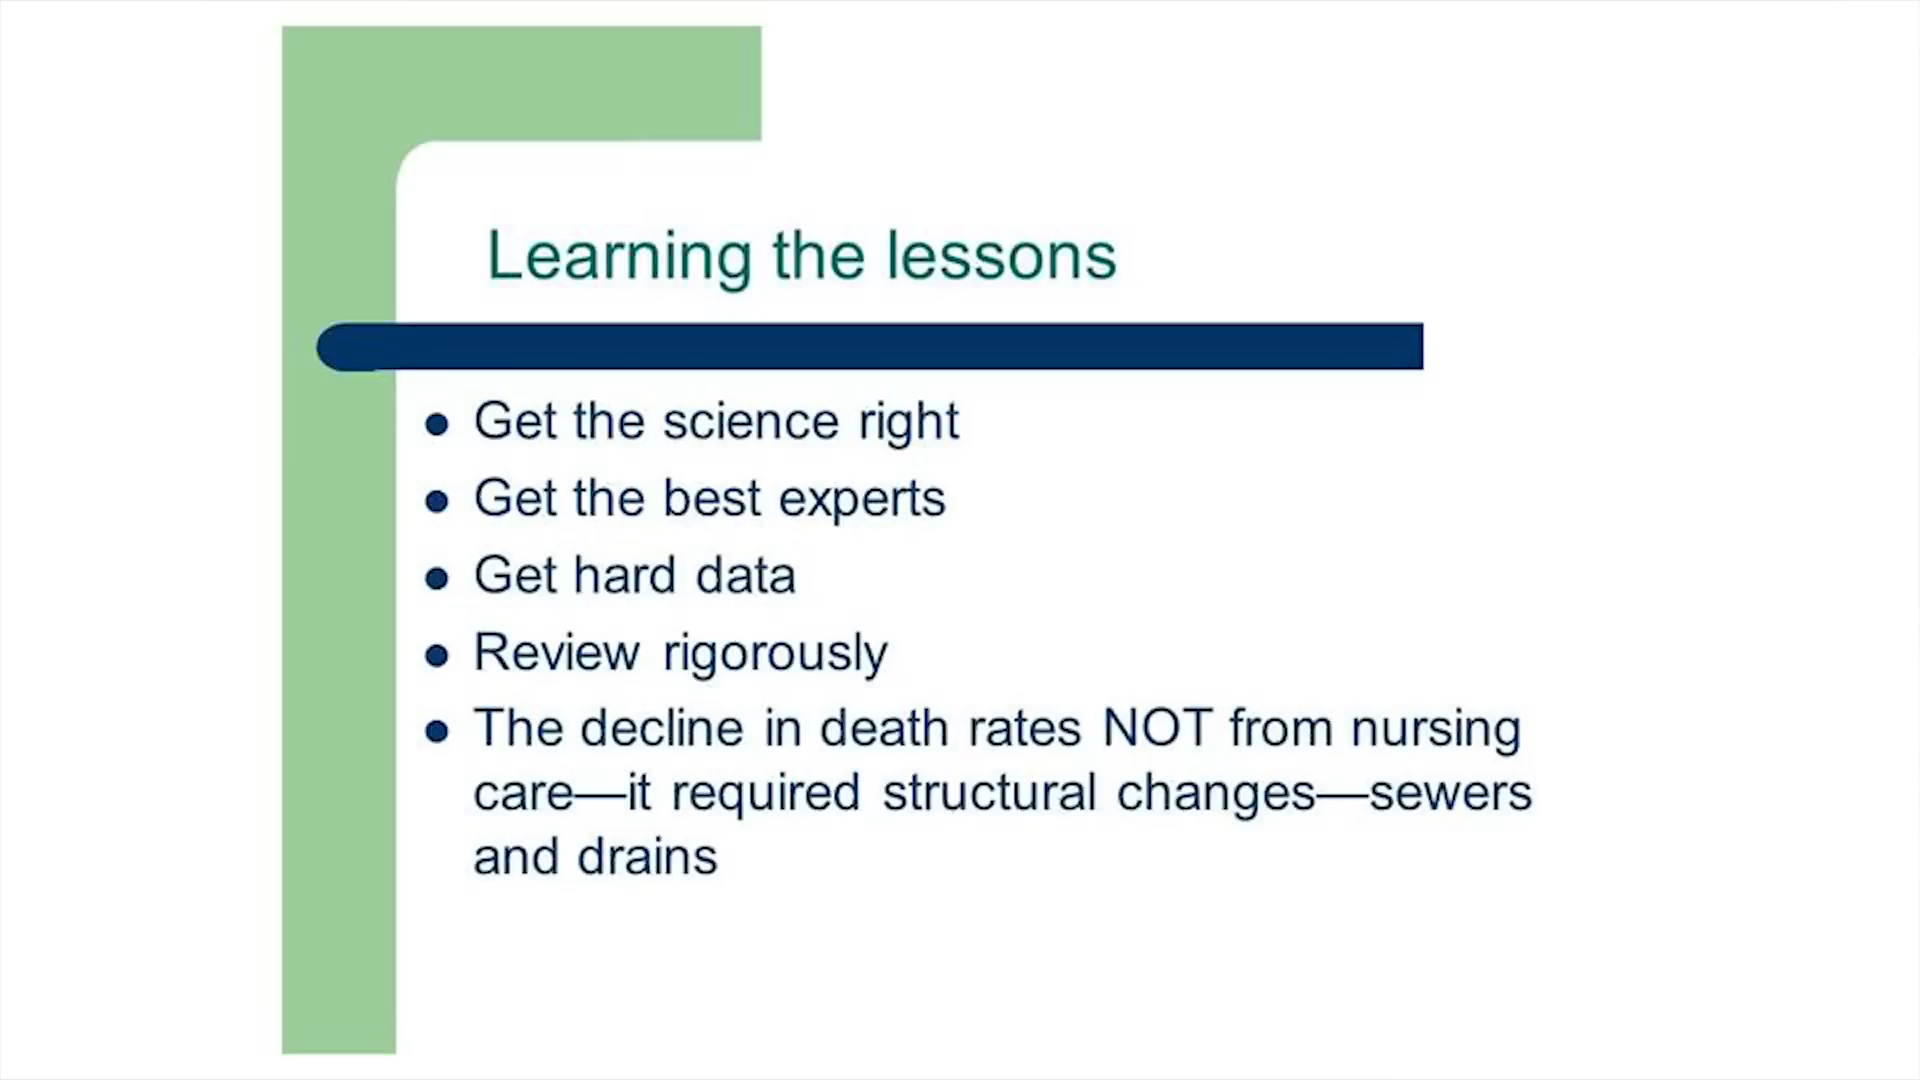 Learning the lessons
● Get the science right
● Get the best experts
● Get hard data
● Review rigorously
● The decline in death rates NOT from nursing
care—it required structural changes—sewers
and drains